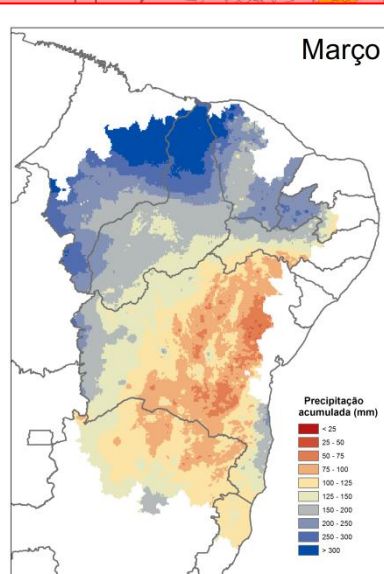 Março
Precipitação
acumulada (mm)
< 25
25 - 50
50 - 75
75 - 100
100 - 125
125 - 150
150 - 200
200 - 250
250 - 300
> 300